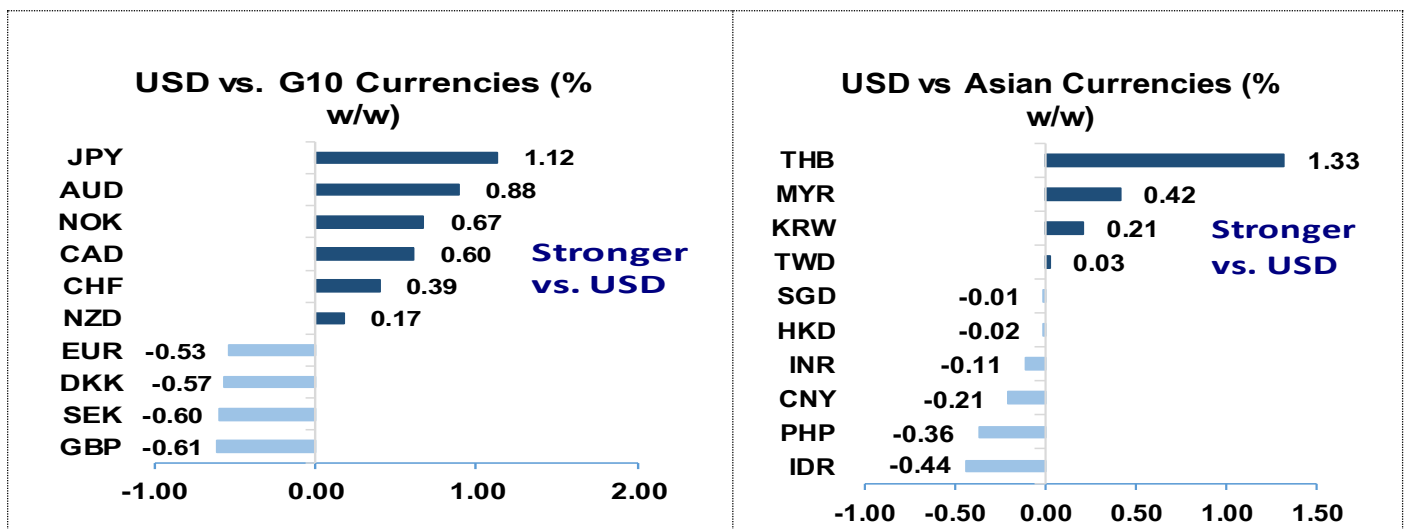 USD vs. G10 Currencies (%
w/w)
JPY 1.12
AUD 0.88
NOK 0.67
CAD 0.60
CHF 0.39
NZD 0.17
Stronger
vs. USD
EUR -0.53
DKK -0.57
SEK -0.60
GBP -0.61
-1.00 0.00 1.00 2.00
USD vs Asian Currencies (%
w/w)
THB 1.33
MYR 0.42
KRW 0.21
TWD 0.03
Stronger
vs. USD
SGD -0.01
HKD -0.02
INR -0.11
CNY -0.21
PHP -0.36
IDR -0.44
-1.00 -0.50 0.00 0.50 1.00 1.50